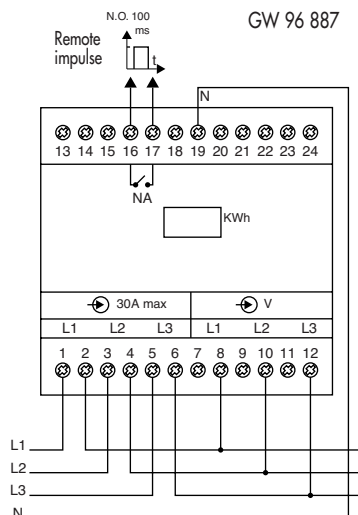 N.O. 100 ms
GW 96 887
Remote impulse
t
N
13 14 15 16 17 18 19 20 21 22 23 24
NA
KWh
30A max
V
L1 L2 L3 L1 L2 L3
1 2 3 4 5 6 7 8 9 10 11 12
L1
L2
L3
N